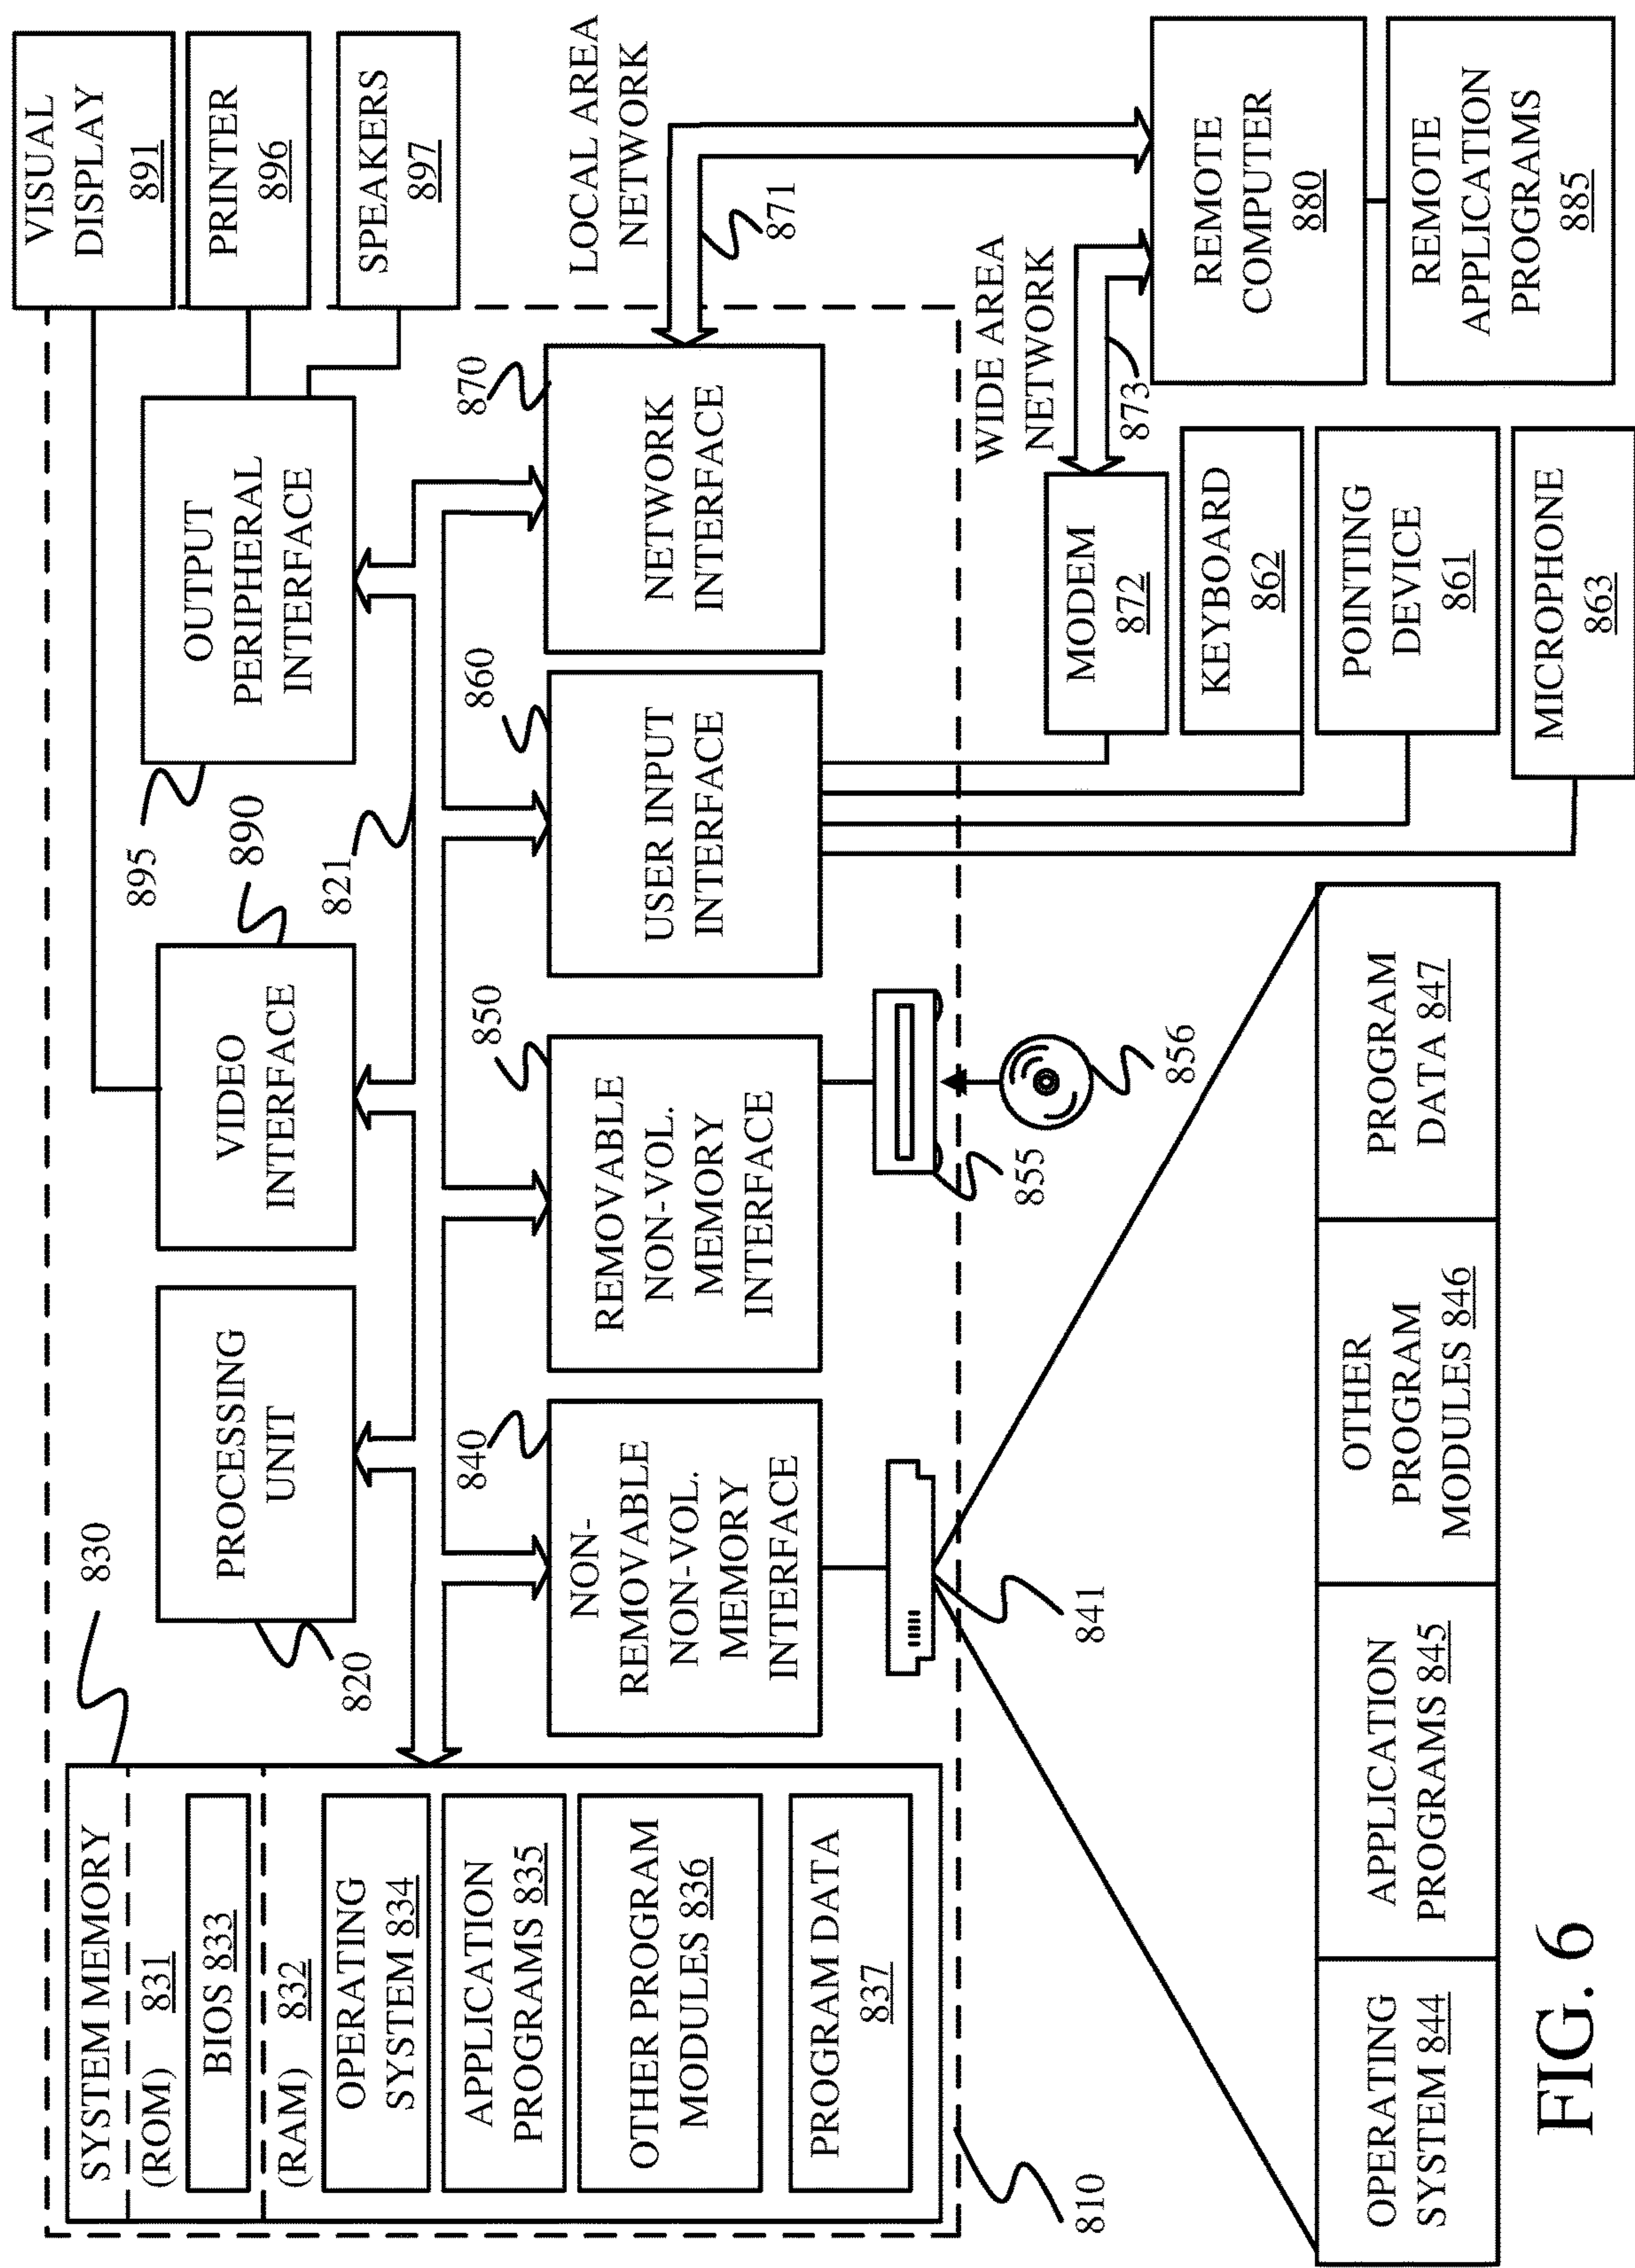 SYSTEM MEMORY
(ROM) 831
BIOS 833
(RAM) 832
OPERATING
SYSTEM 834
APPLICATION
PROGRAMS 835
OTHER PROGRAM
MODULES 836
PROGRAM DATA
837
830
820
PROCESSING
UNIT
VIDEO
INTERFACE
890
895
821
OUTPUT
PERIPHERAL
INTERFACE
VISUAL
DISPLAY
891
PRINTER
896
SPEAKERS
897
840
NON-
REMOVABLE
NON-VOL.
MEMORY
INTERFACE
850
REMOVABLE
NON-VOL.
MEMORY
INTERFACE
860
USER INPUT
INTERFACE
870
NETWORK
INTERFACE
LOCAL AREA
NETWORK
871
WIDE AREA
NETWORK
873
810
841
855
856
MODEM
872
KEYBOARD
862
POINTING
DEVICE
861
MICROPHONE
863
REMOTE
COMPUTER
880
REMOTE
APPLICATION
PROGRAMS
885
OPERATING
SYSTEM 844
APPLICATION
PROGRAMS 845
OTHER
PROGRAM
MODULES 846
PROGRAM
DATA 847
FIG. 6